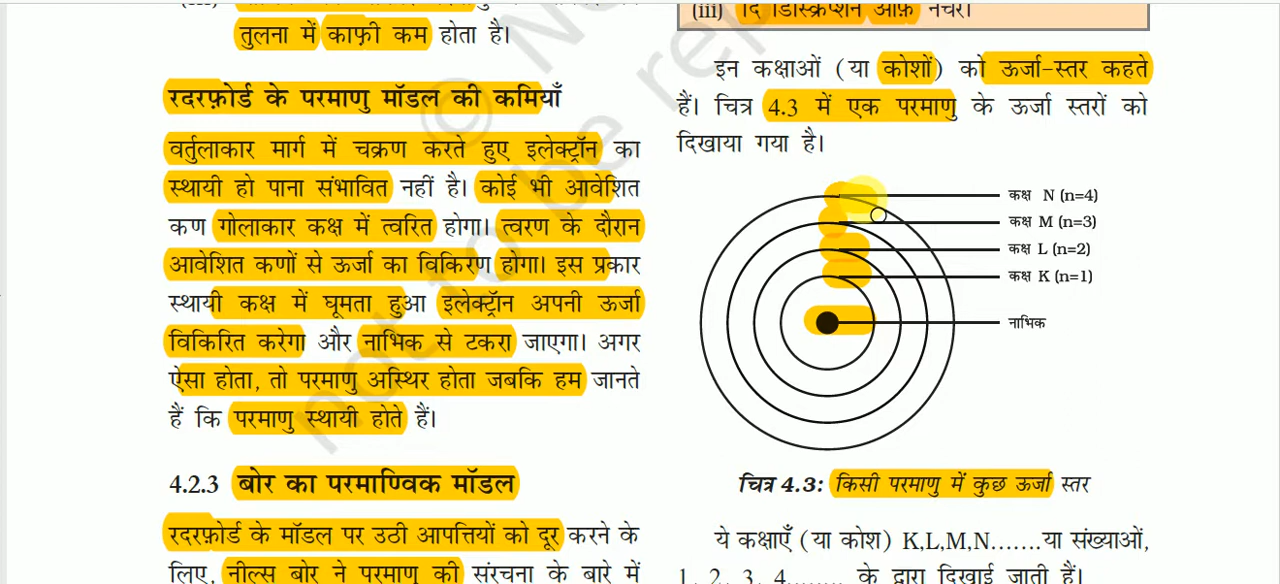 तुलना में काफ़ी कम होता है।
रदरफ़ोर्ड के परमाणु मॉडल की कमियाँ
वर्तुलाकार मार्ग में चक्रण करते हुए इलेक्ट्रॉन का
स्थायी हो पाना संभावित नहीं है। कोई भी आवेशित
कण गोलाकार कक्ष में त्वरित होगा। त्वरण के दौरान
आवेशित कणों से ऊर्जा का विकिरण होगा। इस प्रकार
स्थायी कक्ष में घूमता हुआ इलेक्ट्रॉन अपनी ऊर्जा
विकिरित करेगा और नाभिक से टकरा जाएगा। अगर
ऐसा होता, तो परमाणु अस्थिर होता जबकि हम जानते
हैं कि परमाणु स्थायी होते हैं।
4.2.3 बोर का परमाण्विक मॉडल
रदरफ़ोर्ड के मॉडल पर उठी आपत्तियों को दूर करने के
लिए, नील्स बोर ने परमाणु की संरचना के बारे में
(iii) दि डिस्क्रिप्शन ऑफ़ नेचर।
इन कक्षाओं (या कोशों) को ऊर्जा-स्तर कहते
हैं। चित्र 4.3 में एक परमाणु के ऊर्जा स्तरों को
दिखाया गया है।
कक्ष N (n=4)
कक्ष M (n=3)
कक्ष L (n=2)
कक्ष K (n=1)
नाभिक
चित्र 4.3: किसी परमाणु में कुछ ऊर्जा स्तर
ये कक्षाएँ (या कोश) K,L,M,N.......या संख्याओं,
1, 2, 3, 4........ के द्वारा दिखाई जाती हैं।
not to be rep
© N